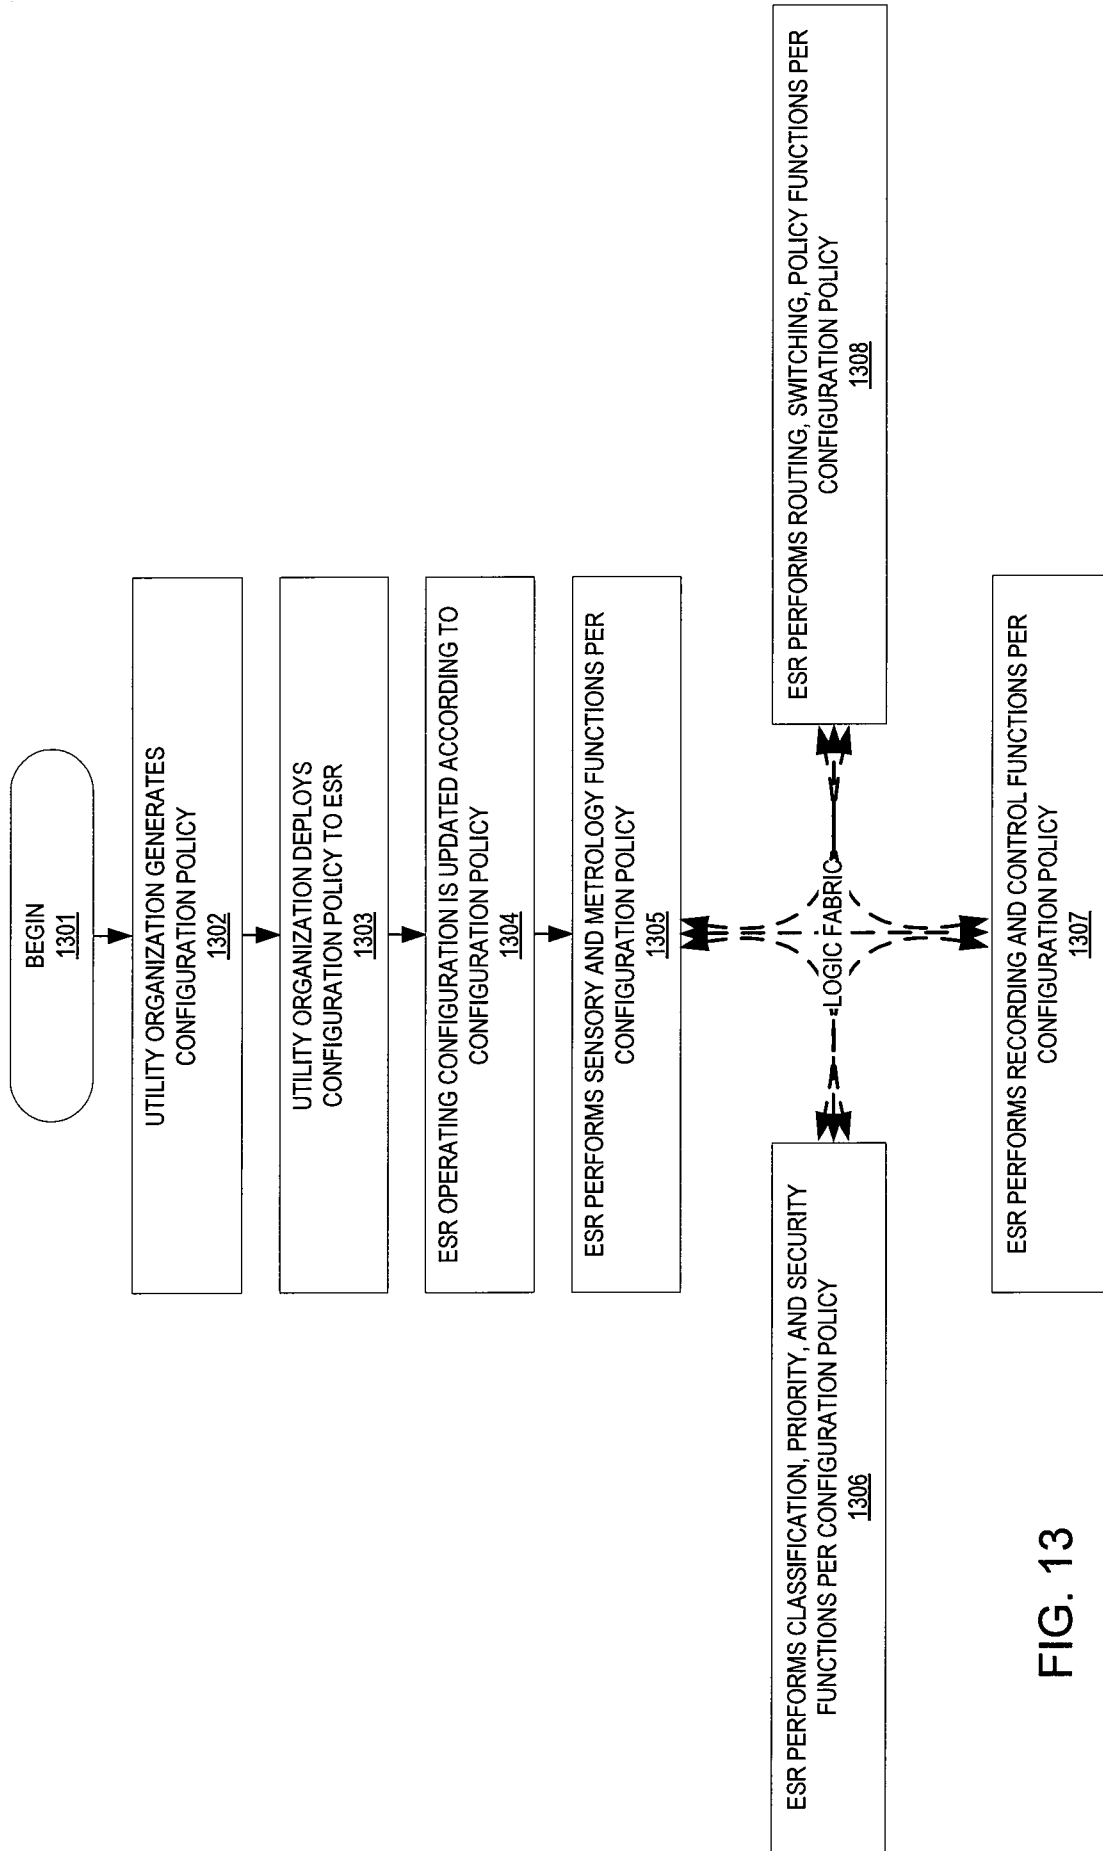 BEGIN
1301
UTILITY ORGANIZATION GENERATES
CONFIGURATION POLICY
1302
UTILITY ORGANIZATION DEPLOYS
CONFIGURATION POLICY TO ESR
1303
ESR OPERATING CONFIGURATION IS UPDATED ACCORDING TO
CONFIGURATION POLICY
1304
ESR PERFORMS SENSORY AND METROLOGY FUNCTIONS PER
CONFIGURATION POLICY
1305
ESR PERFORMS CLASSIFICATION, PRIORITY, AND SECURITY
FUNCTIONS PER CONFIGURATION POLICY
1306
LOGIC FABRIC
ESR PERFORMS ROUTING, SWITCHING, POLICY FUNCTIONS PER
CONFIGURATION POLICY
1308
ESR PERFORMS RECORDING AND CONTROL FUNCTIONS PER
CONFIGURATION POLICY
1307
FIG. 13